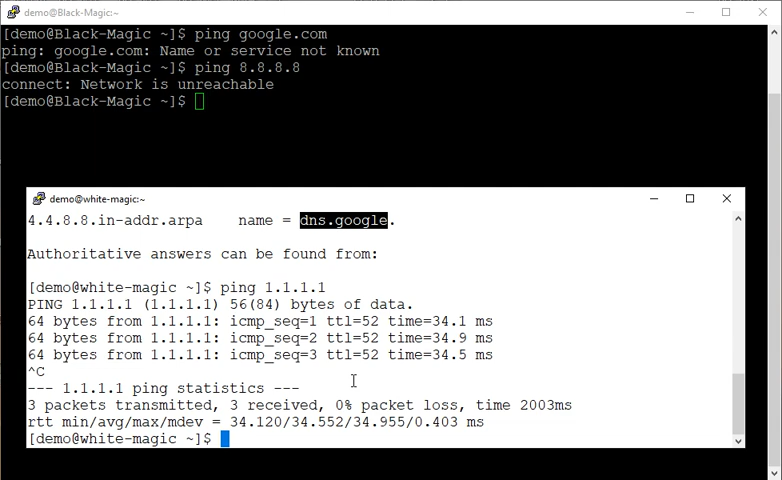 [demo@Black-Magic ~]$ ping google.com
ping: google.com: Name or service not known
[demo@Black-Magic ~]$ ping 8.8.8.8
connect: Network is unreachable
[demo@Black-Magic ~]$
demo@white-magic:~
4.4.8.8.in-addr.arpa    name = dns.google.
Authoritative answers can be found from:
[demo@white-magic ~]$ ping 1.1.1.1
PING 1.1.1.1 (1.1.1.1) 56(84) bytes of data.
64 bytes from 1.1.1.1: icmp_seq=1 ttl=52 time=34.1 ms
64 bytes from 1.1.1.1: icmp_seq=2 ttl=52 time=34.9 ms
64 bytes from 1.1.1.1: icmp_seq=3 ttl=52 time=34.5 ms
^C
--- 1.1.1.1 ping statistics ---
3 packets transmitted, 3 received, 0% packet loss, time 2003ms
rtt min/avg/max/mdev = 34.120/34.552/34.955/0.403 ms
[demo@white-magic ~]$